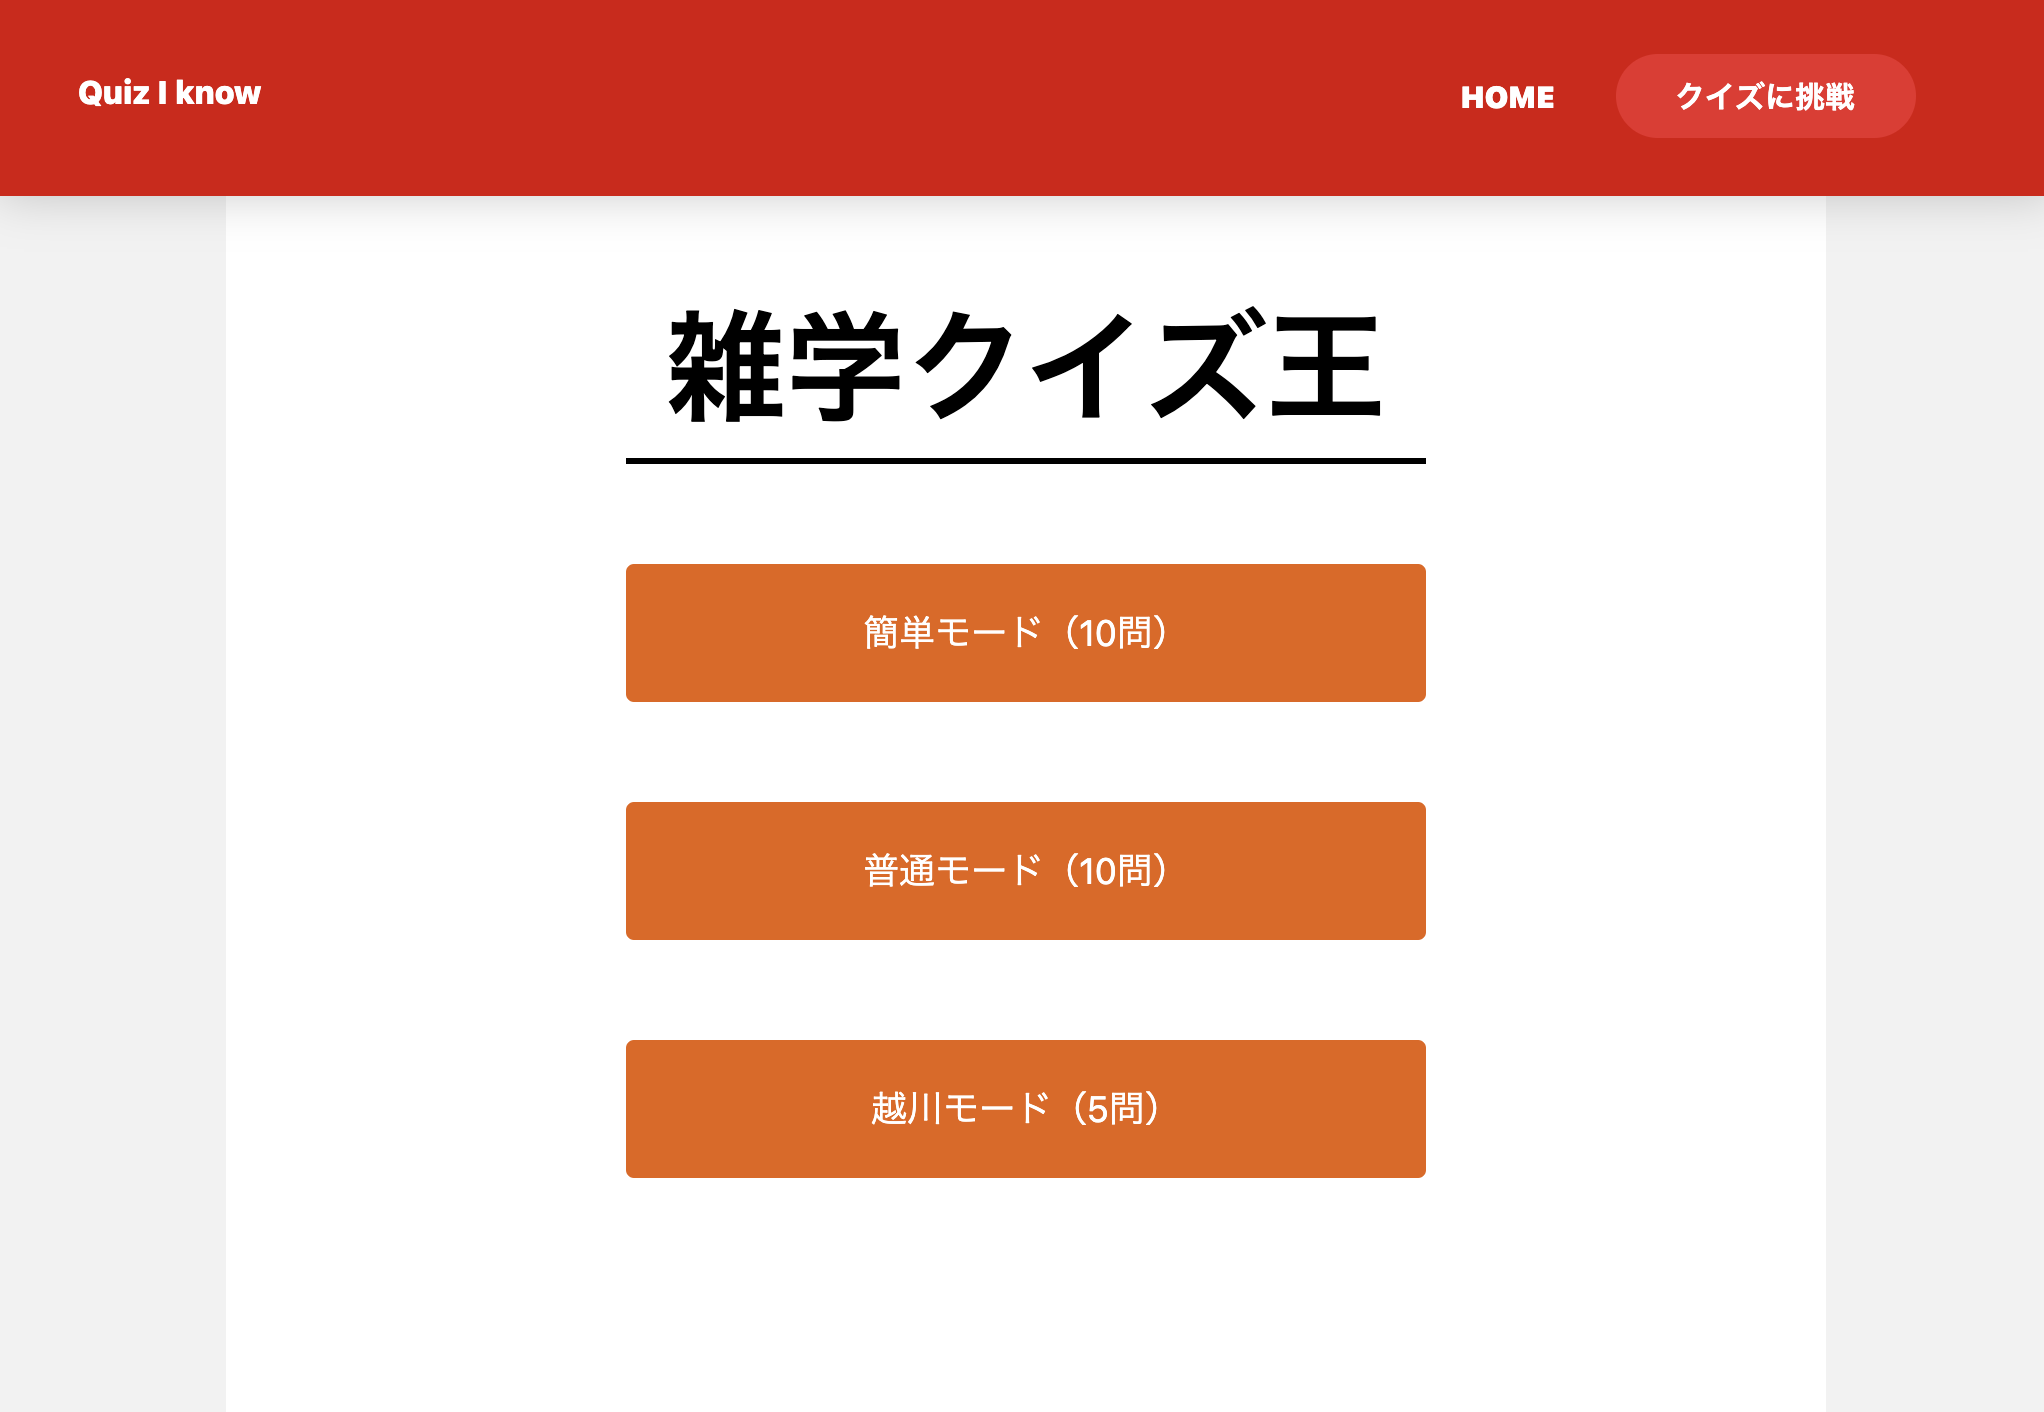 Quiz I know
HOME
クイズに挑戦
雑学クイズ王
簡単モード（10問）
普通モード（10問）
越川モード（5問）